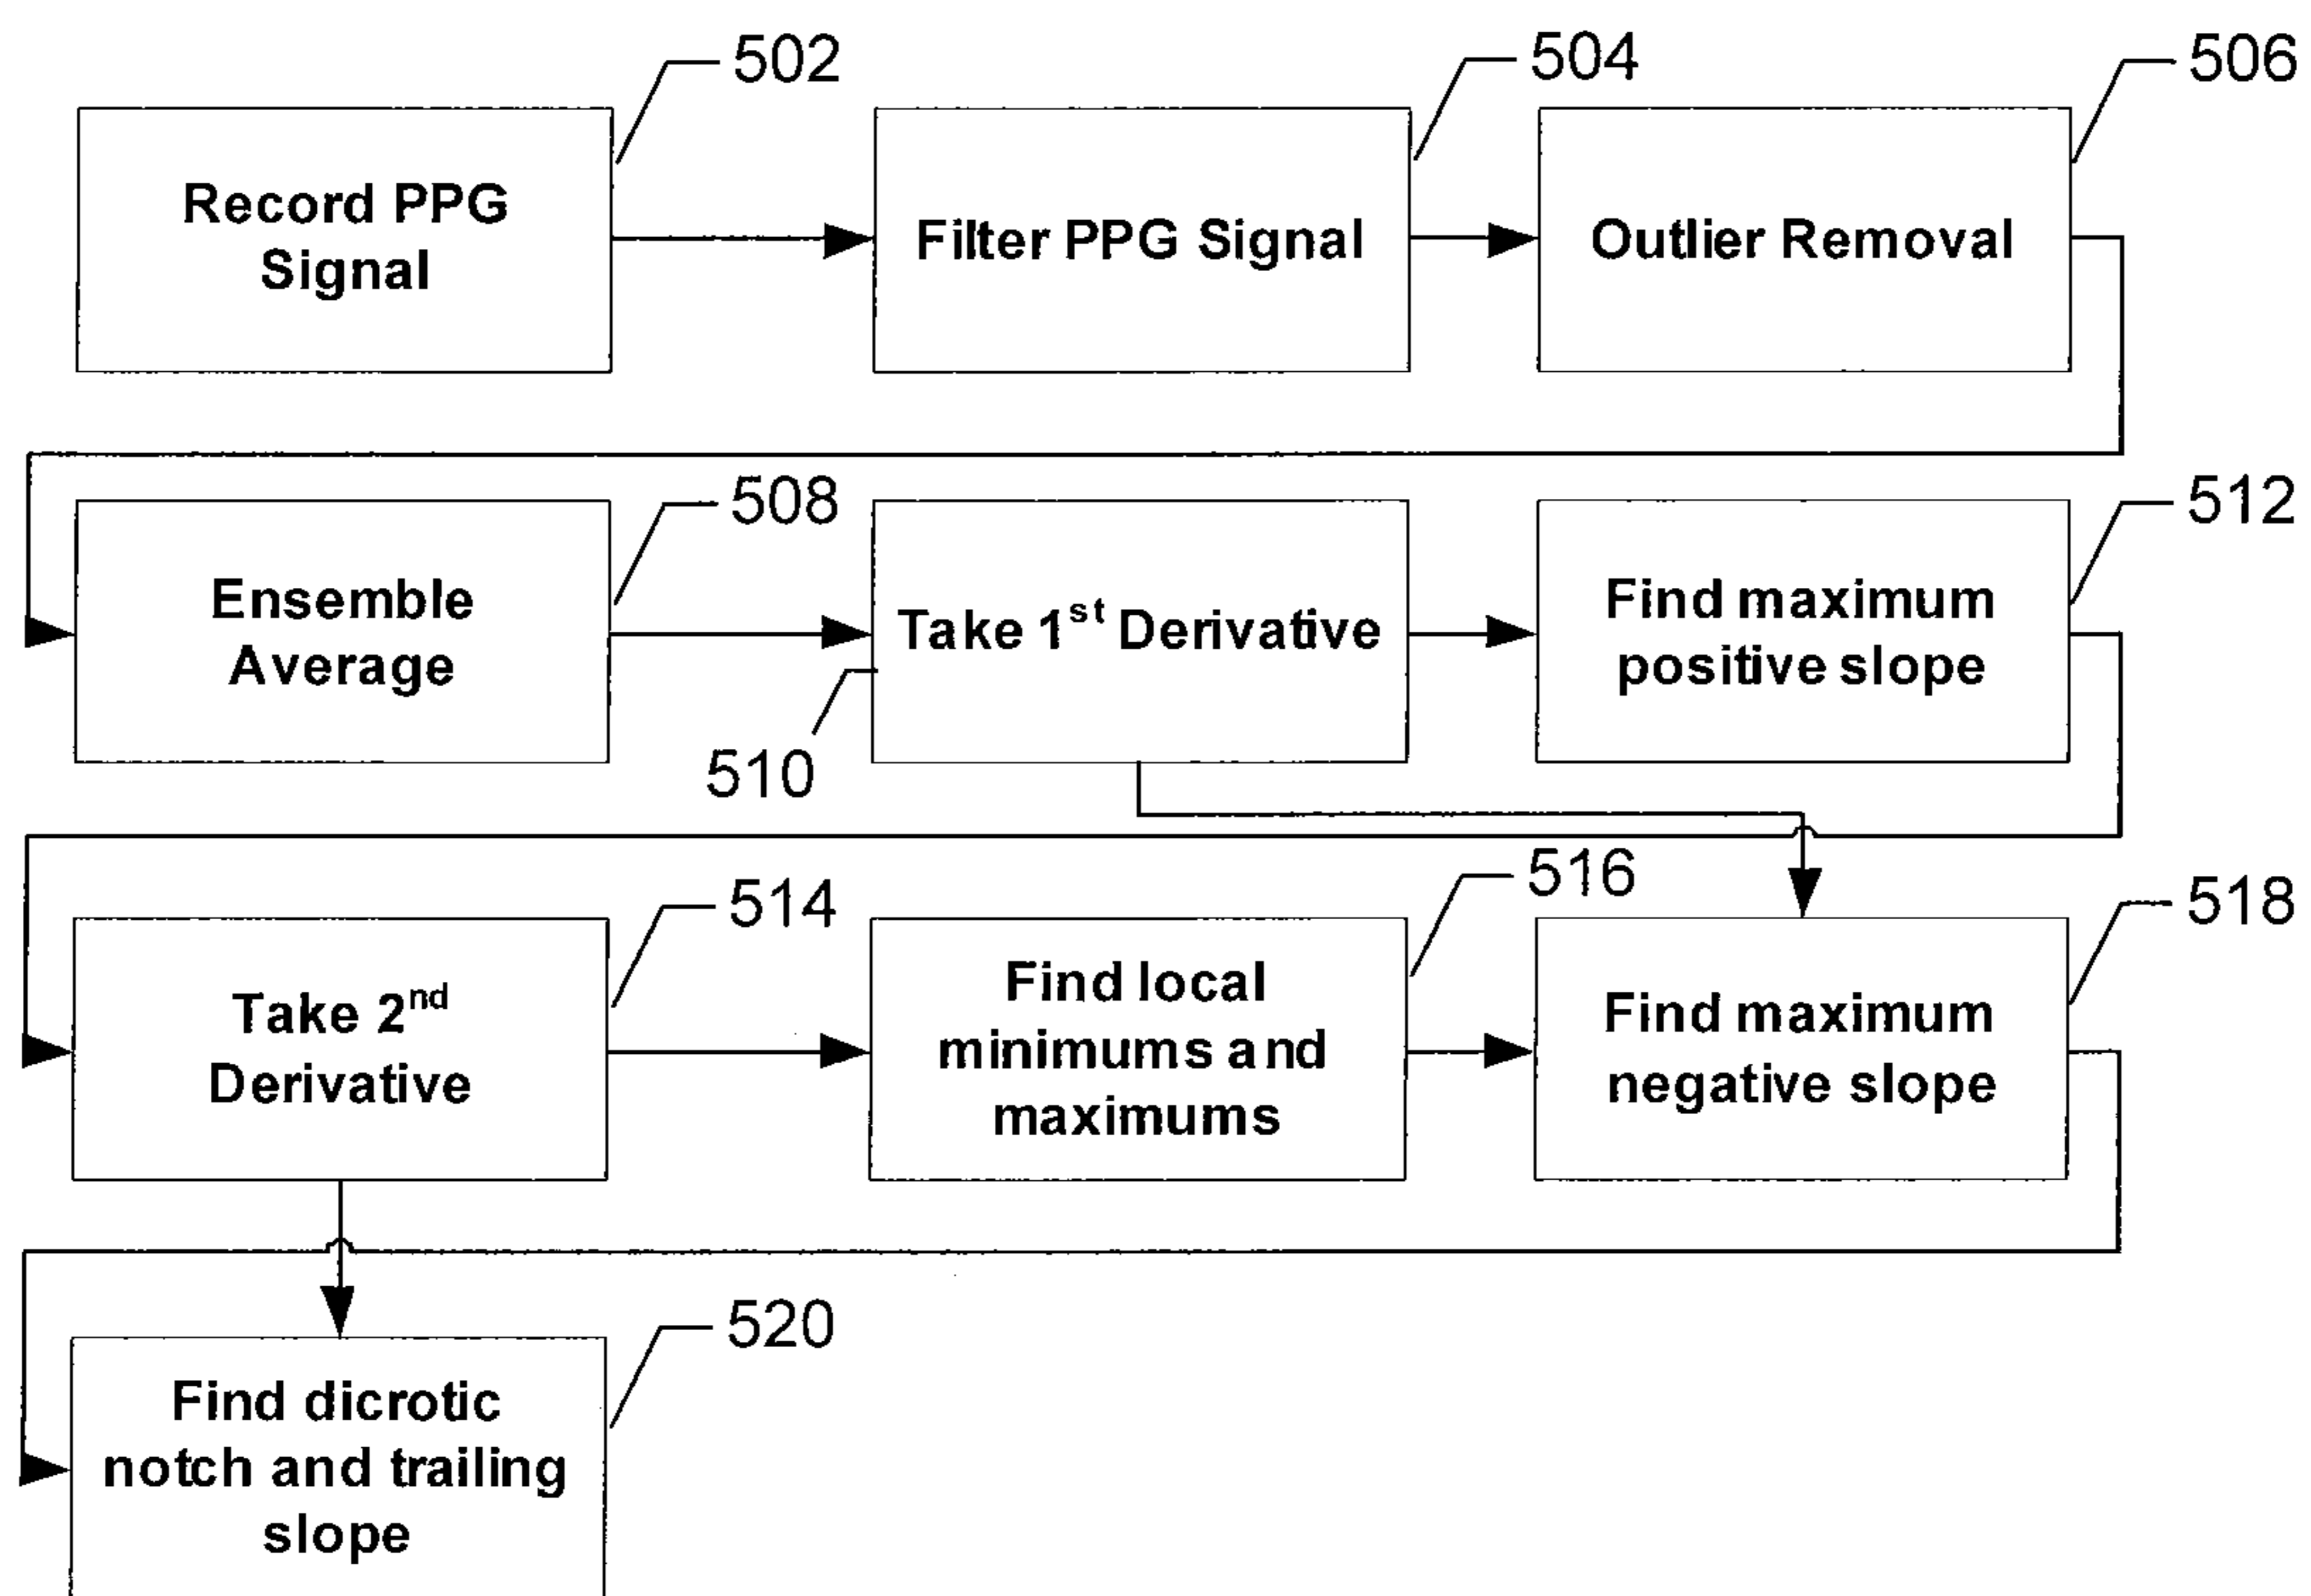 502
504
506
Record PPG
Signal
Filter PPG Signal
Outlier Removal
508
512
Ensemble
Average
Take 1st Derivative
Find maximum
positive slope
510
514
516
518
Take 2nd
Derivative
Find local
minimums and
maximums
Find maximum
negative slope
520
Find dicrotic
notch and trailing
slope